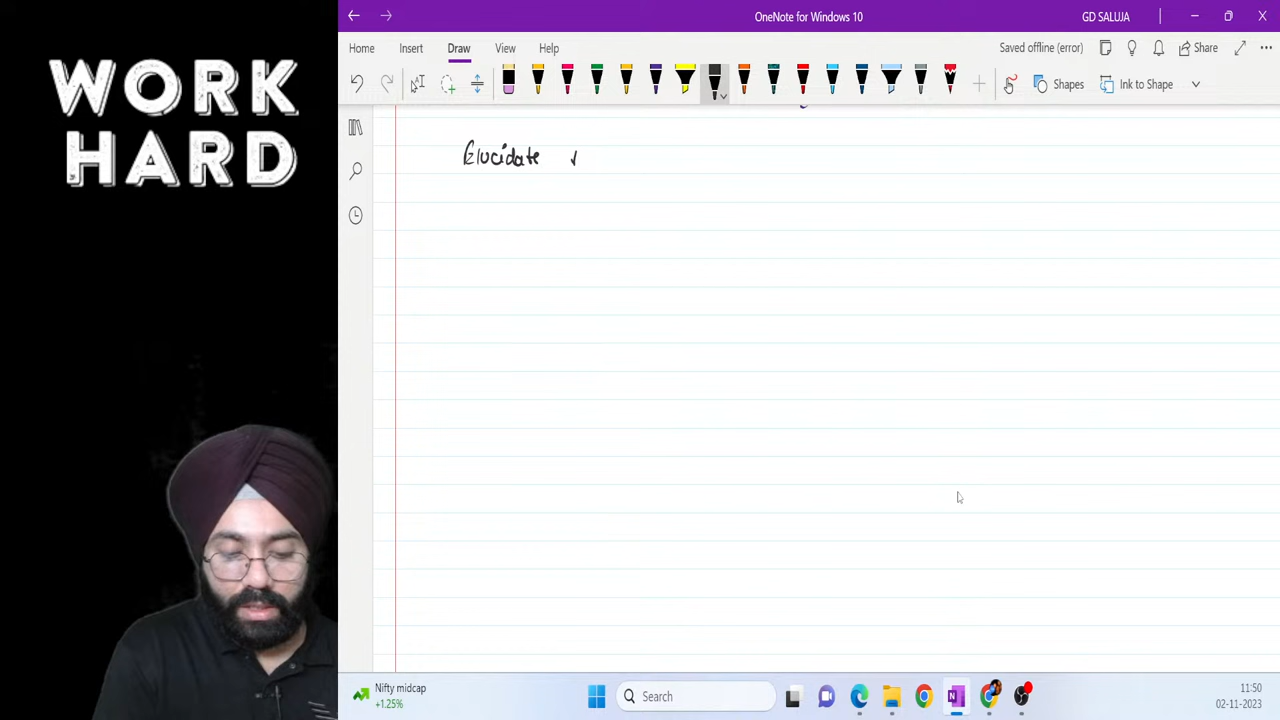 WORK
HARD
OneNote for Windows 10
GD SALUJA
Home Insert Draw View Help
Saved offline (error)
Share
Shapes
Ink to Shape
Elucidate
Nifty midcap
+1.25%
Search
11:50
02-11-2023